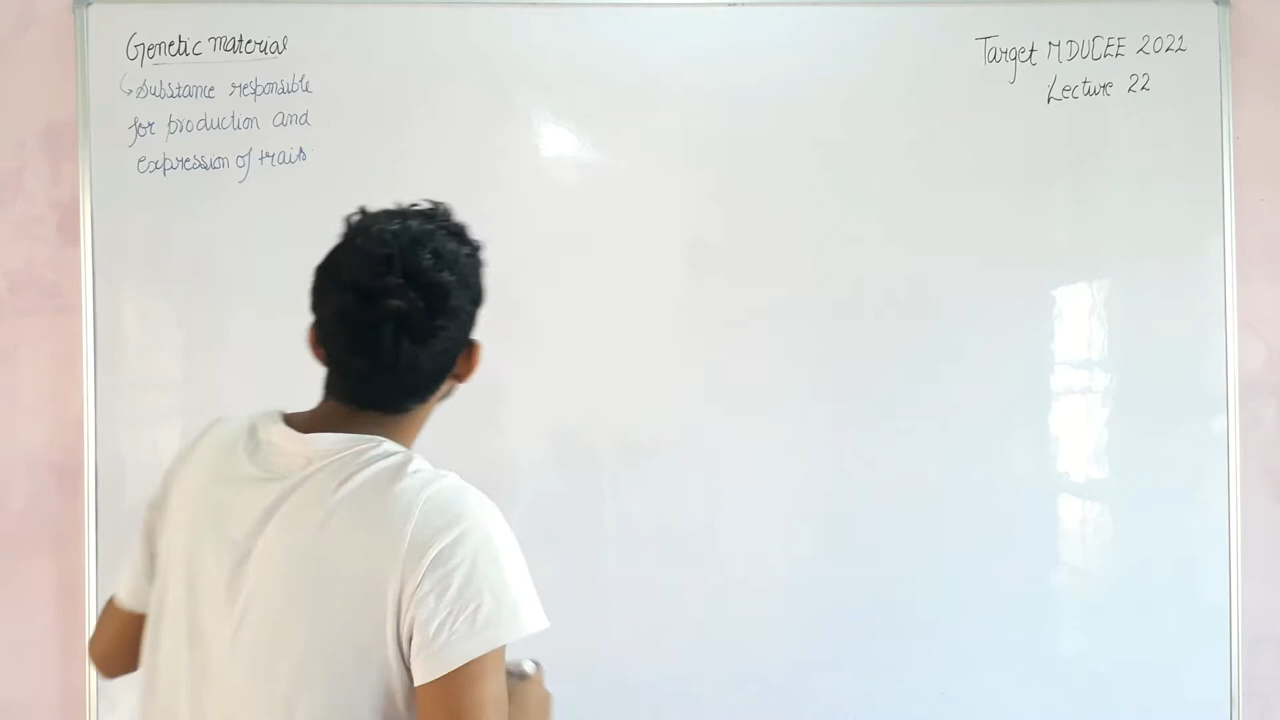 Genetic material
Substance responsible
for production and
expression of traits
Target MDUCEE 2022
Lecture 22